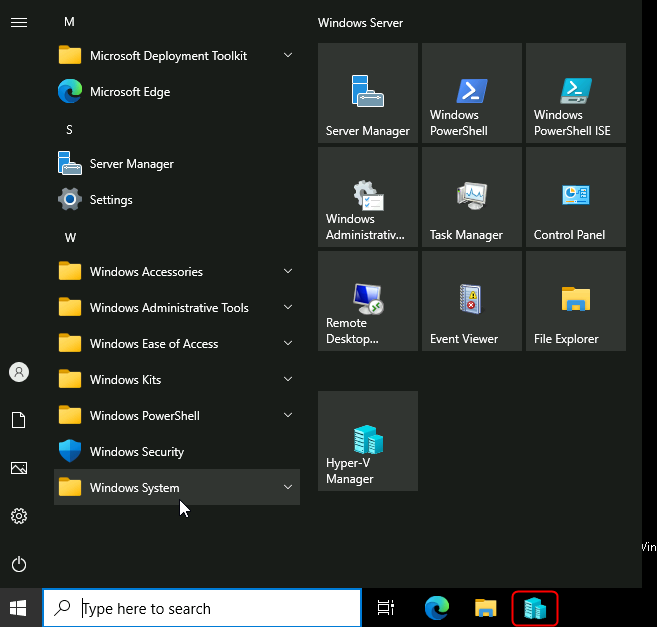 M
Microsoft Deployment Toolkit
Microsoft Edge
S
Server Manager
Settings
W
Windows Accessories
Windows Administrative Tools
Windows Ease of Access
Windows Kits
Windows PowerShell
Windows Security
Windows System
Windows Server
Server Manager
Windows
PowerShell
Windows
PowerShell ISE
Windows
Administrativ...
Task Manager
Control Panel
Remote
Desktop...
Event Viewer
File Explorer
Hyper-V
Manager
Type here to search